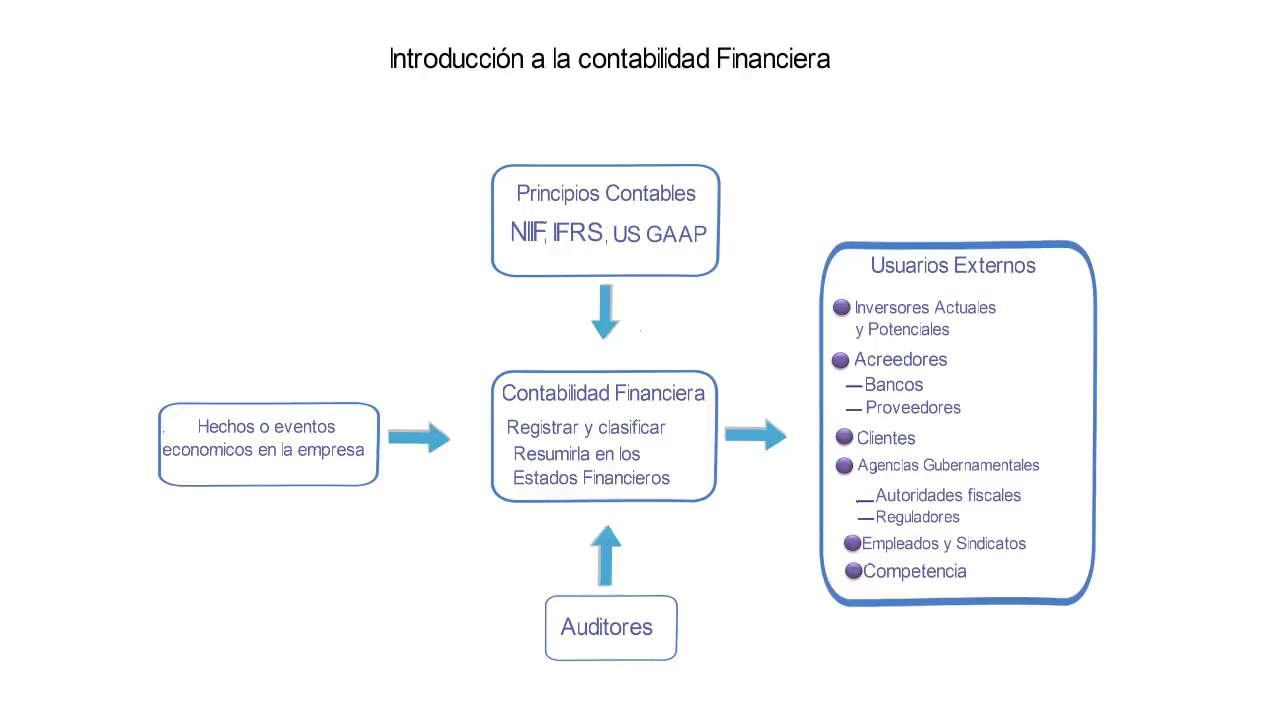 Introducción a la contabilidad Financiera
Principios Contables
NIIF, IFRS, US GAAP
Hechos o eventos
economicos en la empresa
Contabilidad Financiera
Registrar y clasificar
Resumirla en los
Estados Financieros
Auditores
Usuarios Externos
Inversores Actuales
y Potenciales
Acreedores
—Bancos
—Proveedores
Clientes
Agencias Gubernamentales
—Autoridades fiscales
—Reguladores
Empleados y Sindicatos
Competencia